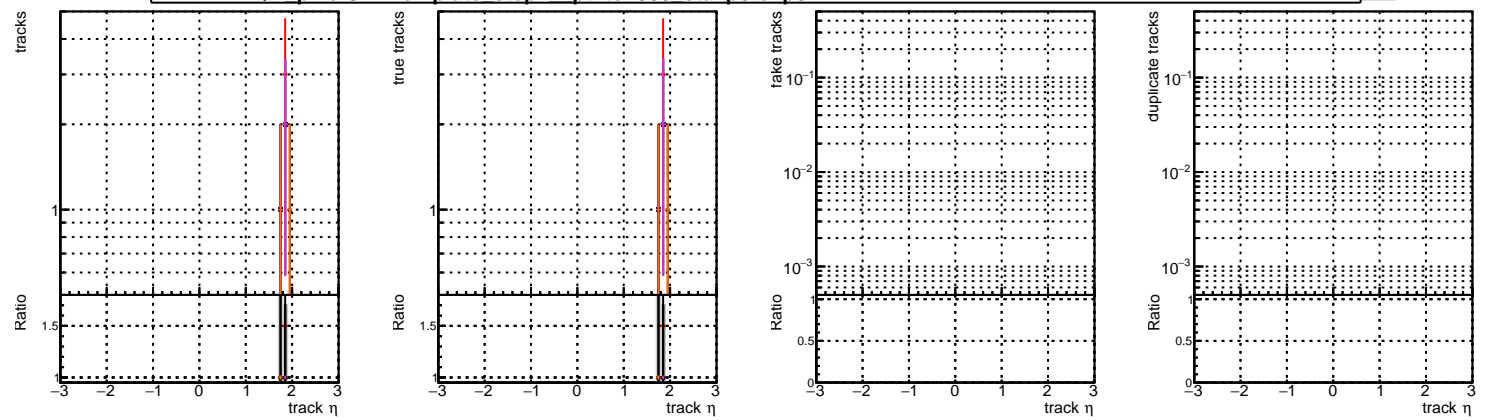 tracks
1
Ratio
1.5
1
−3 −2 −1 0 1 2 3
track η
true tracks
1
Ratio
1.5
1
−3 −2 −1 0 1 2 3
track η
fake tracks
10−1
10−2
10−3
Ratio
1
0.5
0
−3 −2 −1 0 1 2 3
track η
duplicate tracks
10−1
10−2
10−3
Ratio
1
0.5
0
−3 −2 −1 0 1 2 3
track η